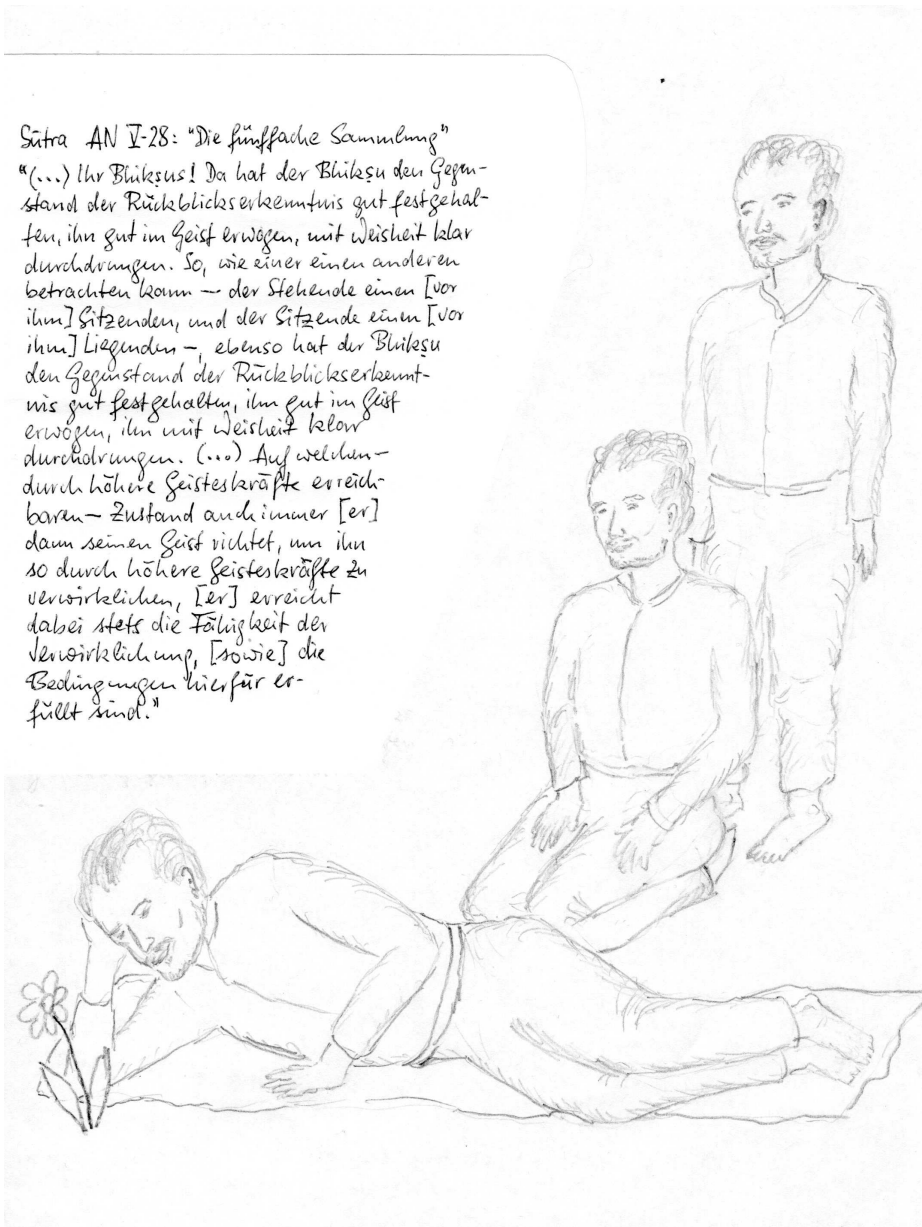 Sūtra AN V-28: "Die fünffache Sammlung"
"(...) Ihr Bhikṣus! Da hat der Bhikṣu den Gegen-
stand der Rückblickserkenntnis gut festgehal-
ten, ihn gut im Geist erwogen, mit Weisheit klar
durchdrungen. So, wie einer einen anderen
betrachten kann – der Stehende einen [vor
ihm] Sitzenden, und der Sitzende einen [vor
ihm] Liegenden –, ebenso hat der Bhikṣu
den Gegenstand der Rückblickserkennt-
nis gut festgehalten, ihn gut im Geist
erwogen, ihn mit Weisheit klar
durchdrungen. (...) Auf welchen –
durch höhere Geisteskräfte erreich-
baren – Zustand auch immer [er]
dann seinen Geist richtet, um ihn
so durch höhere Geisteskräfte zu
verwirklichen, [er] erreicht
dabei stets die Fähigkeit der
Verwirklichung, [sowie] die
Bedingungen hierfür er-
füllt sind."